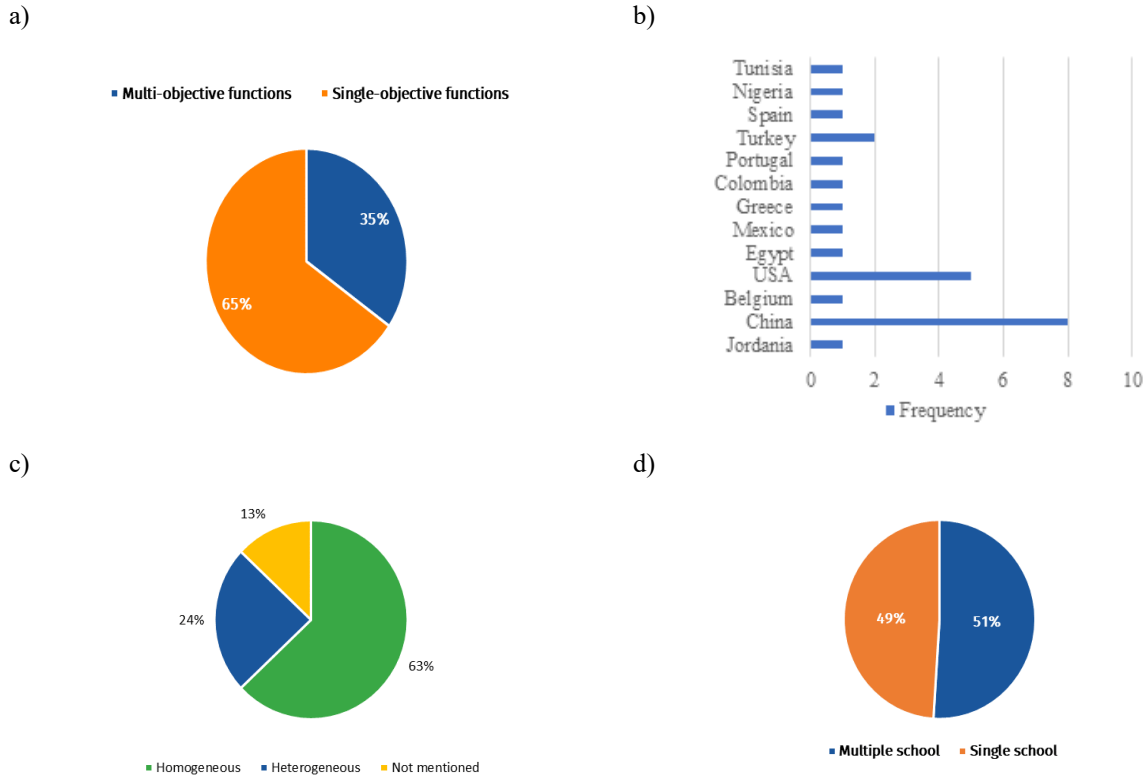 a)
b)
Multi-objective functions Single-objective functions
35%
65%
Tunisia
Nigeria
Spain
Turkey
Portugal
Colombia
Greece
Mexico
Egypt
USA
Belgium
China
Jordania
0 2 4 6 8 10
Frequency
c)
d)
13%
24%
63%
Homogeneous Heterogeneous Not mentioned
49% 51%
Multiple school Single school